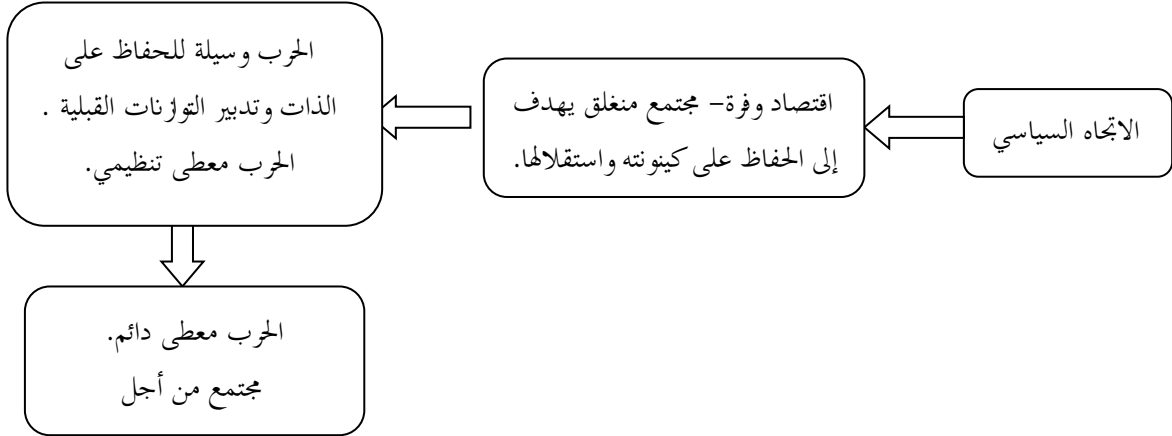 الاتجاه السياسي
اقتصاد وفرة– مجتمع منغلق يهدف
إلى الحفاظ على كينونته واستقلالها.
الحرب وسيلة للحفاظ على
الذات وتدبير التوازنات القبلية .
الحرب معطى تنظيمي.
الحرب معطى دائم.
مجتمع من أجل